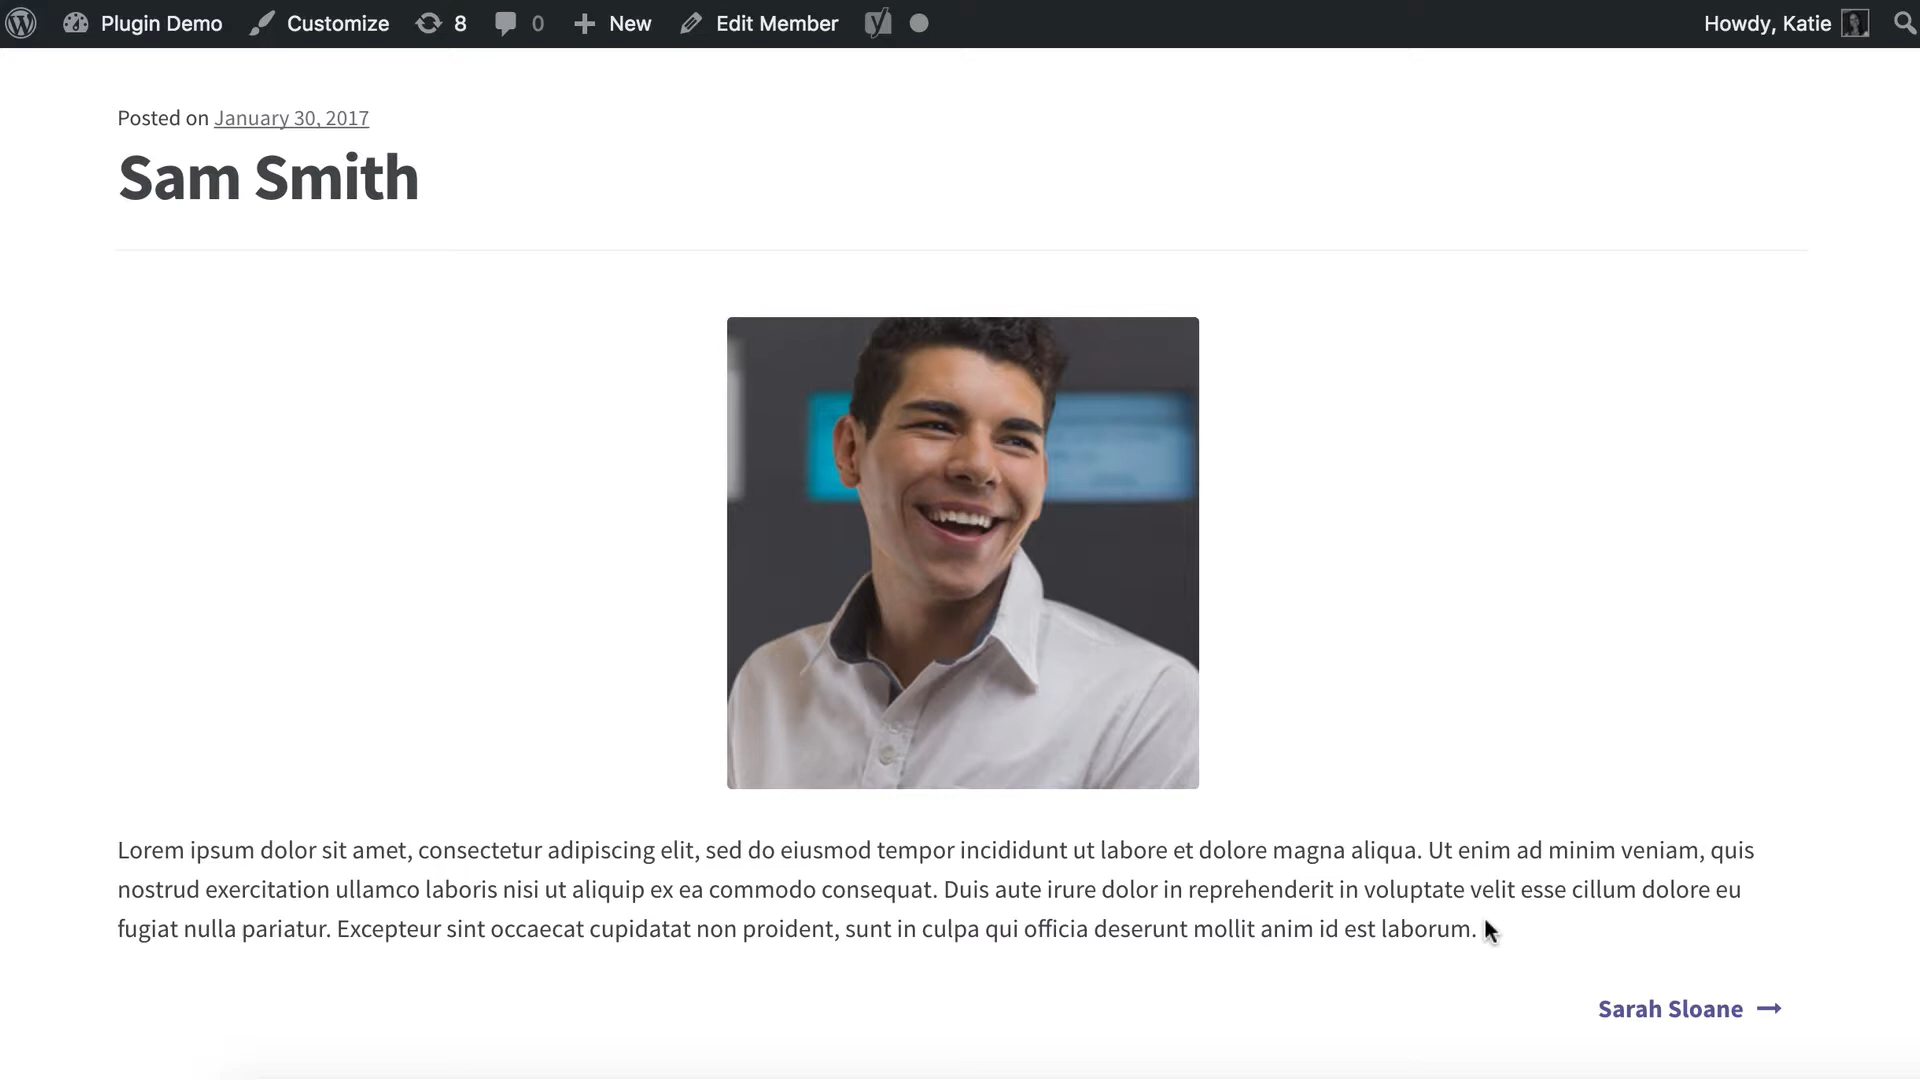 Plugin Demo Customize 8 0 New Edit Member Howdy, Katie
Posted on January 30, 2017
Sam Smith
Lorem ipsum dolor sit amet, consectetur adipiscing elit, sed do eiusmod tempor incididunt ut labore et dolore magna aliqua. Ut enim ad minim veniam, quis
nostrud exercitation ullamco laboris nisi ut aliquip ex ea commodo consequat. Duis aute irure dolor in reprehenderit in voluptate velit esse cillum dolore eu
fugiat nulla pariatur. Excepteur sint occaecat cupidatat non proident, sunt in culpa qui officia deserunt mollit anim id est laborum.
Sarah Sloane →